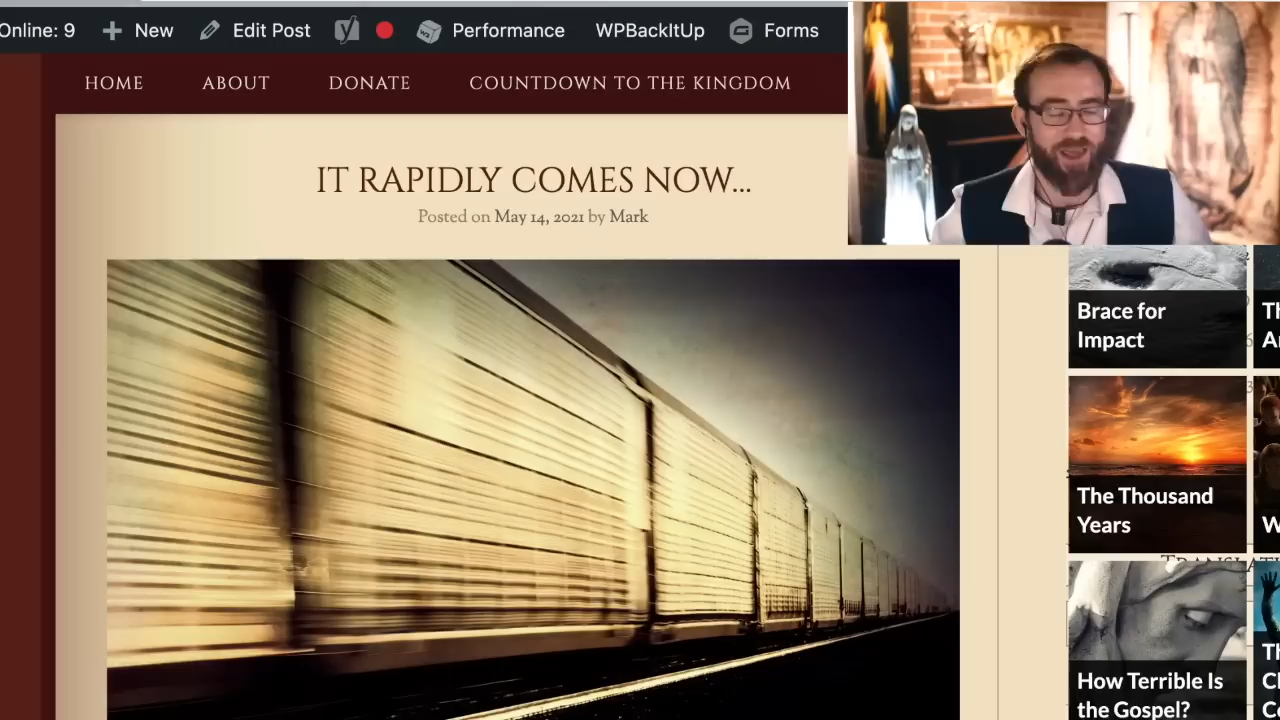 Online: 9 New Edit Post Performance WPBackItUp Forms
HOME ABOUT DONATE COUNTDOWN TO THE KINGDOM
IT RAPIDLY COMES NOW...
Posted on May 14, 2021 by Mark
Brace for
Impact
The Thousand
Years
How Terrible Is
the Gospel?